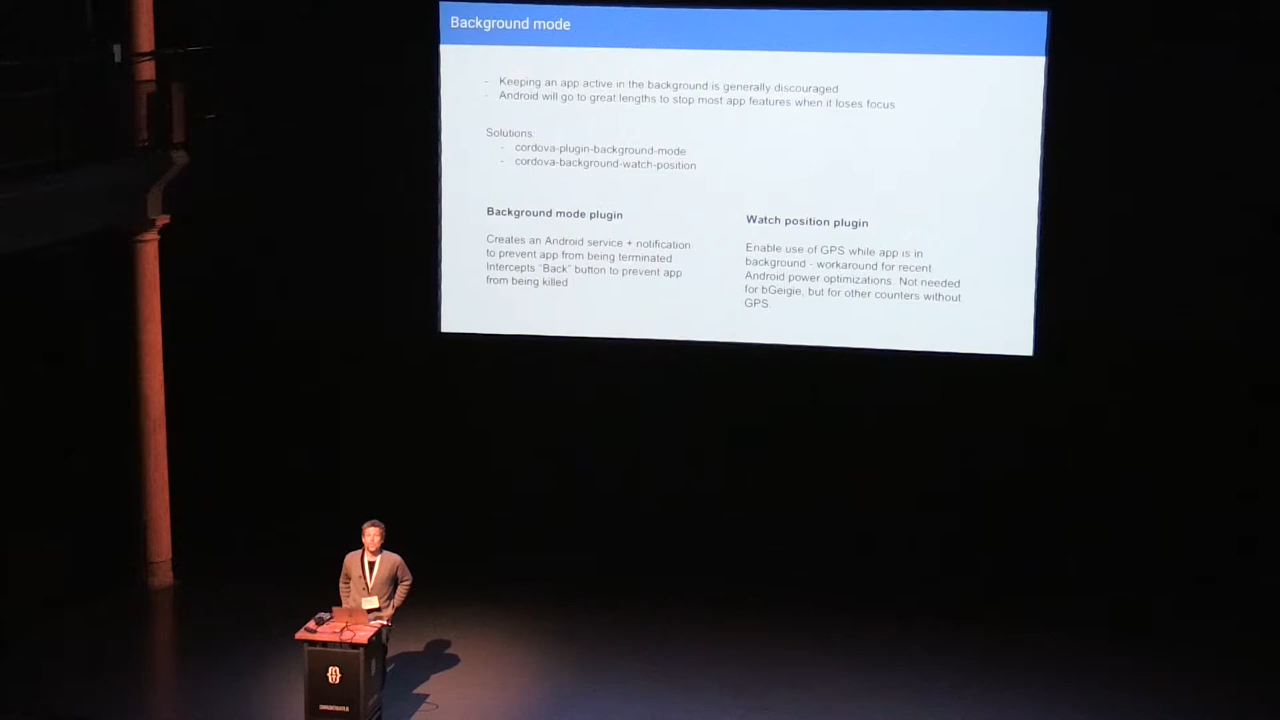 Background mode
- Keeping an app active in the background is generally discouraged
- Android will go to great lengths to stop most app features when it loses focus
Solutions:
- cordova-plugin-background-mode
- cordova-background-watch-position
Background mode plugin
Creates an Android service + notification
to prevent app from being terminated
Intercepts "Back" button to prevent app
from being killed
Watch position plugin
Enable use of GPS while app is in
background - workaround for recent
Android power optimizations. Not needed
for bGeigie, but for other counters without
GPS.